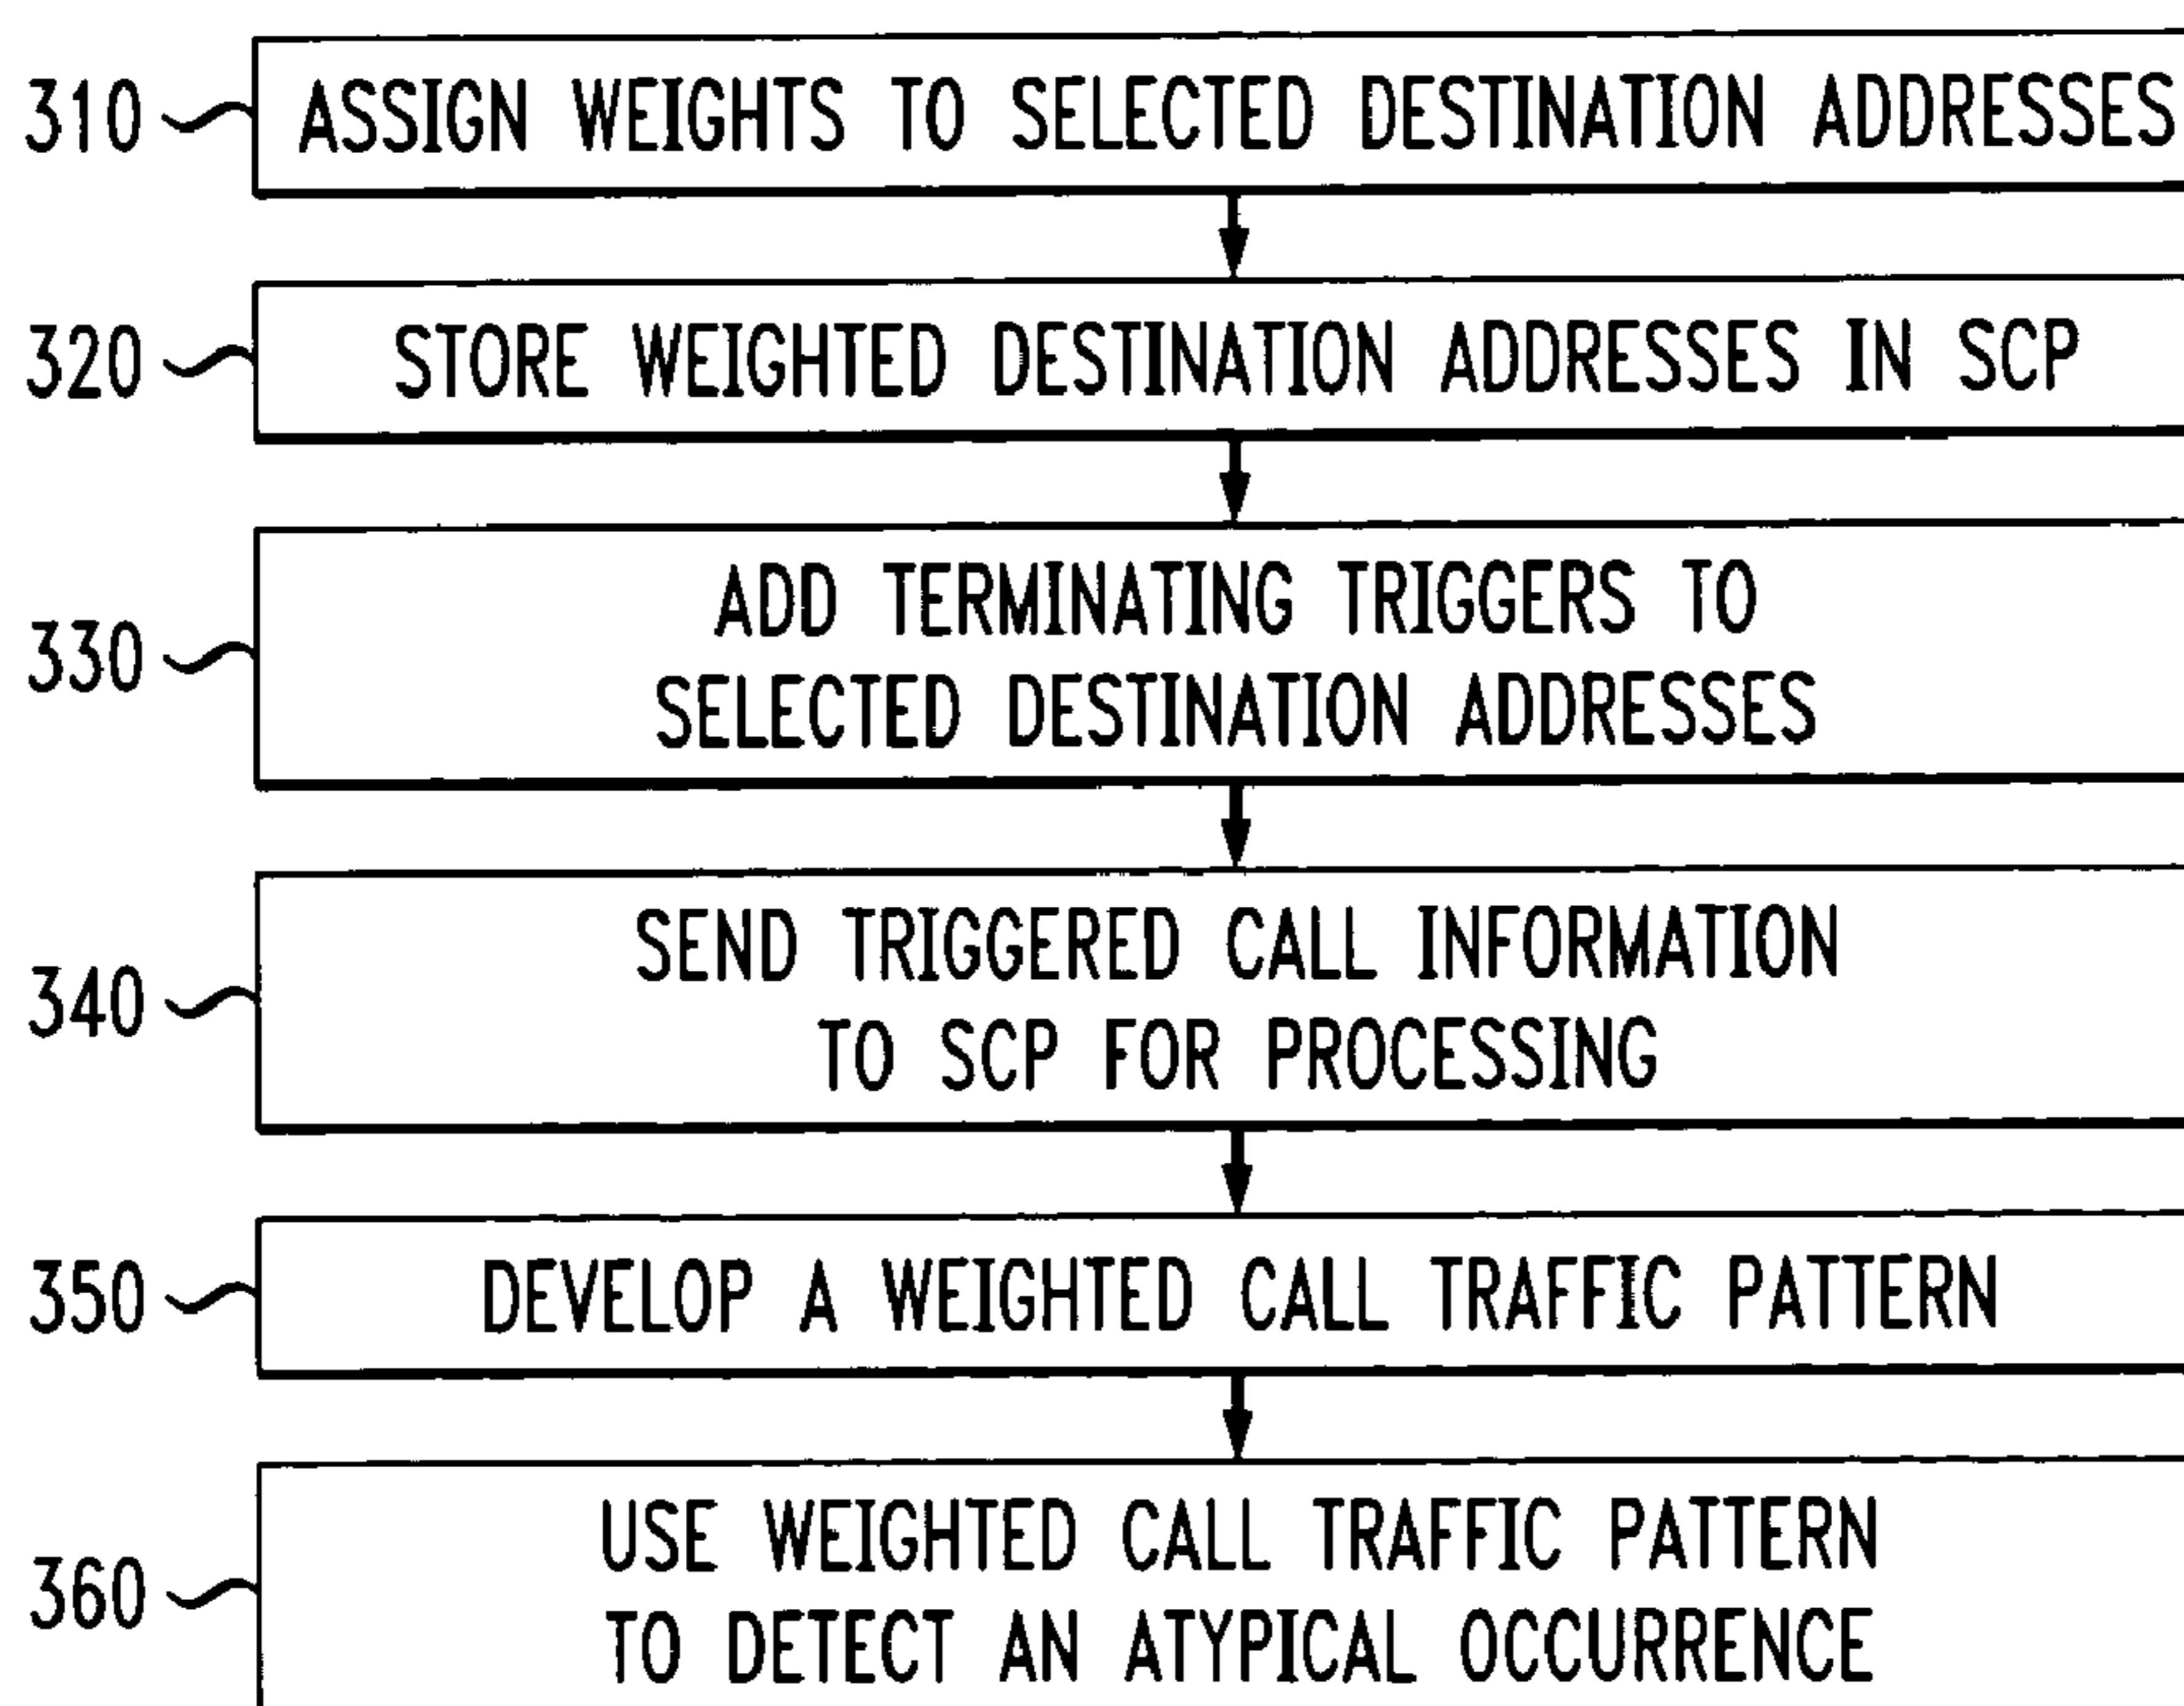 310 ASSIGN WEIGHTS TO SELECTED DESTINATION ADDRESSES
320 STORE WEIGHTED DESTINATION ADDRESSES IN SCP
ADD TERMINATING TRIGGERS TO
330
SELECTED DESTINATION ADDRESSES
SEND TRIGGERED CALL INFORMATION
340
TO SCP FOR PROCESSING
350 DEVELOP A WEIGHTED CALL TRAFFIC PATTERN
USE WEIGHTED CALL TRAFFIC PATTERN
360
TO DETECT AN ATYPICAL OCCURRENCE